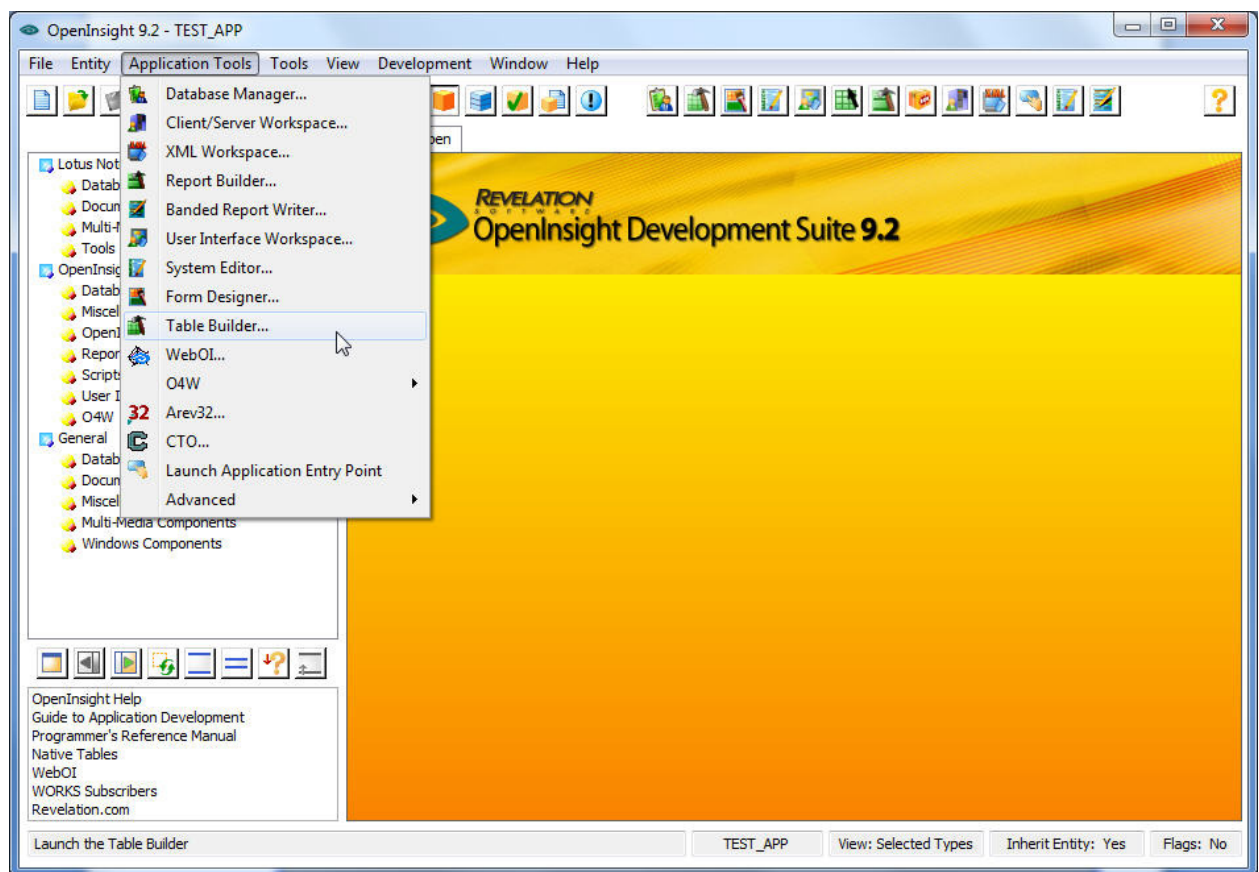 OpenInsight 9.2 - TEST_APP
File Entity Application Tools Tools View Development Window Help
Database Manager...
Client/Server Workspace...
XML Workspace...
Report Builder...
Banded Report Writer...
User Interface Workspace...
System Editor...
Form Designer...
Table Builder...
WebOI...
O4W
32 Arev32...
CTO...
Launch Application Entry Point
Advanced
Lotus Not
Datab
Docun
Multi-
Tools
OpenInsig
Datab
Miscel
OpenI
Repor
Script
User I
O4W
General
Datab
Docun
Miscel
Multi-Media Components
Windows Components
REVELATION
SOFTWARE
OpenInsight Development Suite 9.2
OpenInsight Help
Guide to Application Development
Programmer's Reference Manual
Native Tables
WebOI
WORKS Subscribers
Revelation.com
Launch the Table Builder TEST_APP View: Selected Types Inherit Entity: Yes Flags: No